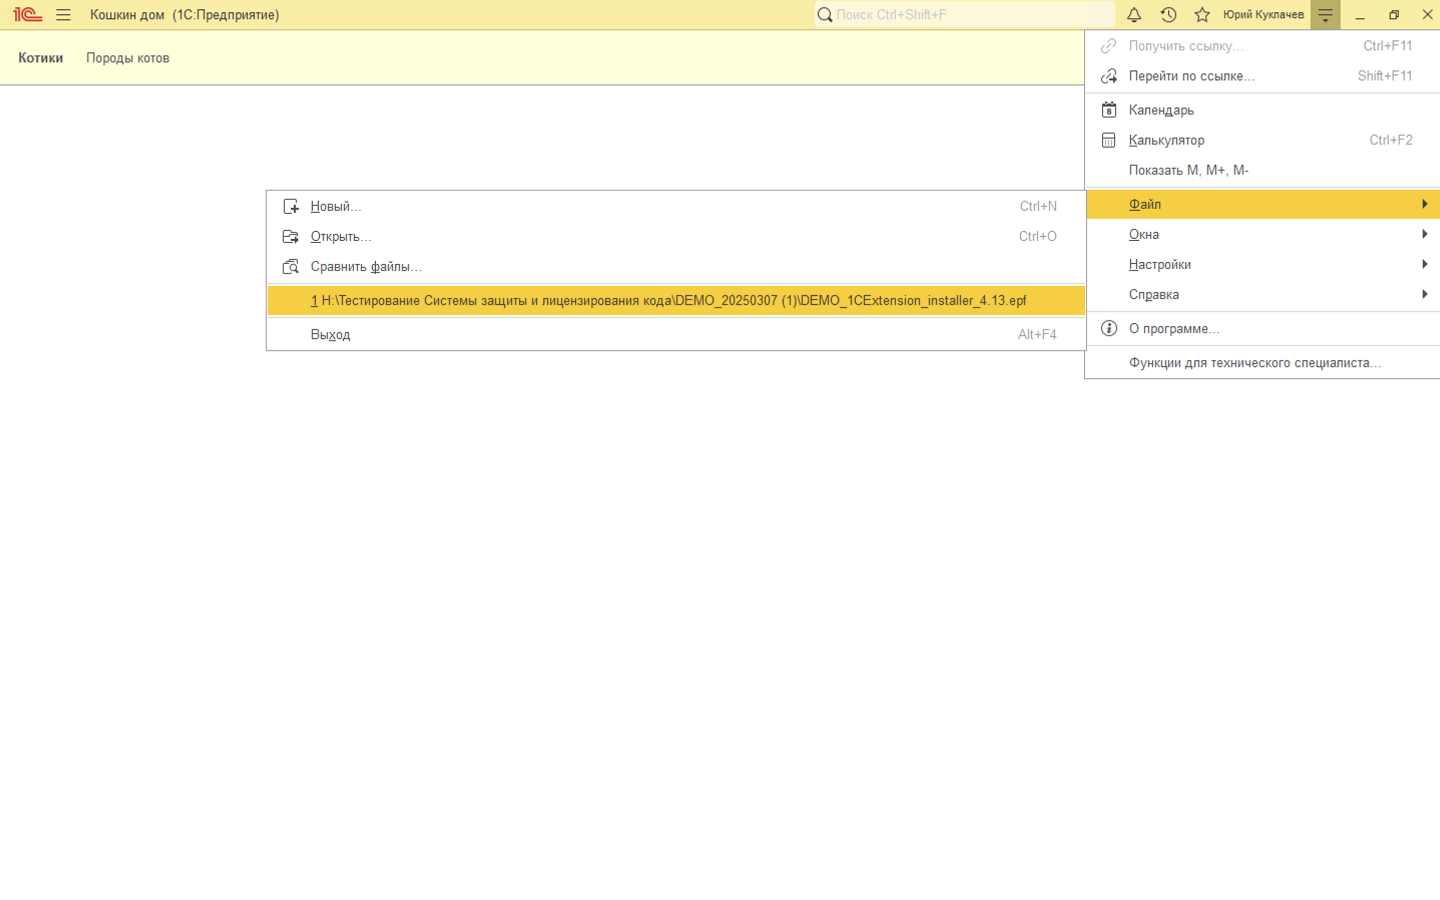 1С Кошкин дом (1С:Предприятие) Поиск Ctrl+Shift+F Юрий Куклачев
Котики Породы котов
Получить ссылку... Ctrl+F11
Перейти по ссылке... Shift+F11
8 Календарь
Калькулятор Ctrl+F2
Показать М, М+, М-
Файл
Окна
Настройки
Справка
О программе...
Функции для технического специалиста...
Новый... Ctrl+N
Открыть... Ctrl+O
Сравнить файлы...
1 H:\Тестирование Системы защиты и лицензирования кода\DEMO_20250307 (1)\DEMO_1CExtension_installer_4.13.epf
Выход Alt+F4